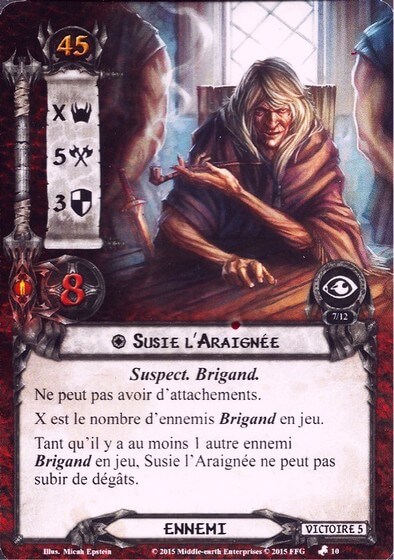 45
X
5
3
8
7/12
Susie l'Araignée
Suspect. Brigand.
Ne peut pas avoir d'attachements.
X est le nombre d'ennemis Brigand en jeu.
Tant qu'il y a au moins 1 autre ennemi
Brigand en jeu, Susie l'Araignée ne peut pas
subir de dégâts.
ENNEMI
VICTOIRE 5
Illus. Micah Epstein
© 2015 Middle-earth Enterprises © 2015 FFG
10